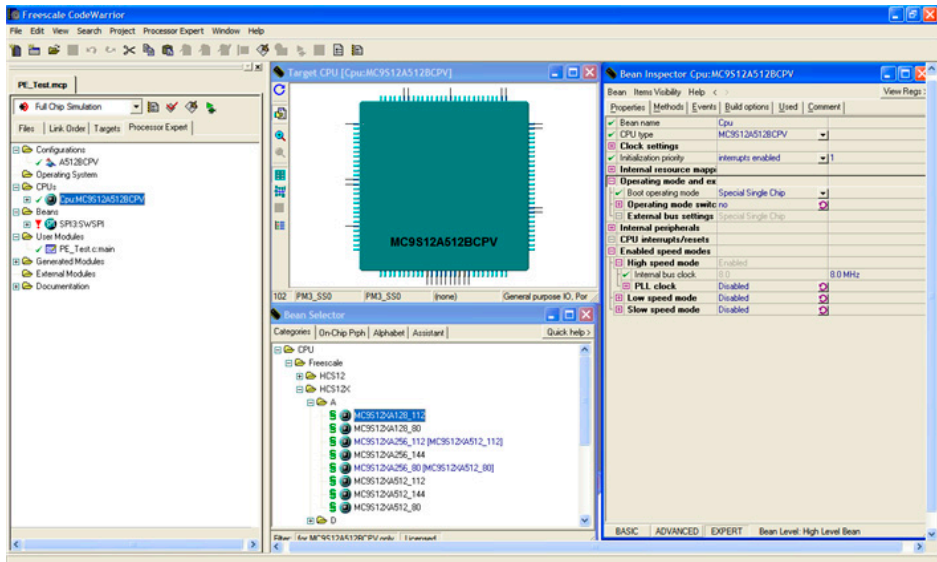 Freescale CodeWarrior
File Edit View Search Project Processor Expert Window Help
PE_Test.mcp
Full Chip Simulation
Files Link Order Targets Processor Expert
Configurations
A512BCPV
Operating System
CPUs
Cpu:MC9S12A512BCPV
Beans
SPI3:SWSPI
User Modules
PE_Test.c:main
Generated Modules
External Modules
Documentation
Target CPU [Cpu:MC9S12A512BCPV]
MC9S12A512BCPV
102 PM3_SS0 PM3_SS0 (none) General purpose IO, Por
Bean Selector
Categories On-Chip Prph Alphabet Assistant Quick help >
CPU
Freescale
HCS12
HCS12X
A
MC9S12XA128_112
MC9S12XA128_80
MC9S12XA256_112 [MC9S12XA512_112]
MC9S12XA256_144
MC9S12XA256_80 [MC9S12XA512_80]
MC9S12XA512_112
MC9S12XA512_144
MC9S12XA512_80
D
Filter: for MC9S12A512BCPV only Licensed
Bean Inspector Cpu:MC9S12A512BCPV
Bean Items Visibility Help < > View Regs >
Properties Methods Events Build options Used Comment
Bean name Cpu
CPU type MC9S12A512BCPV
Clock settings
Initialization priority interrupts enabled 1
Internal resource mapp
Operating mode and ex
Boot operating mode Special Single Chip
Operating mode switc no
External bus settings Special Single Chip
Internal peripherals
CPU interrupts/resets
Enabled speed modes
High speed mode Enabled
Internal bus clock 8.0 8.0 MHz
PLL clock Disabled
Low speed mode Disabled
Slow speed mode Disabled
BASIC ADVANCED EXPERT Bean Level: High Level Bean